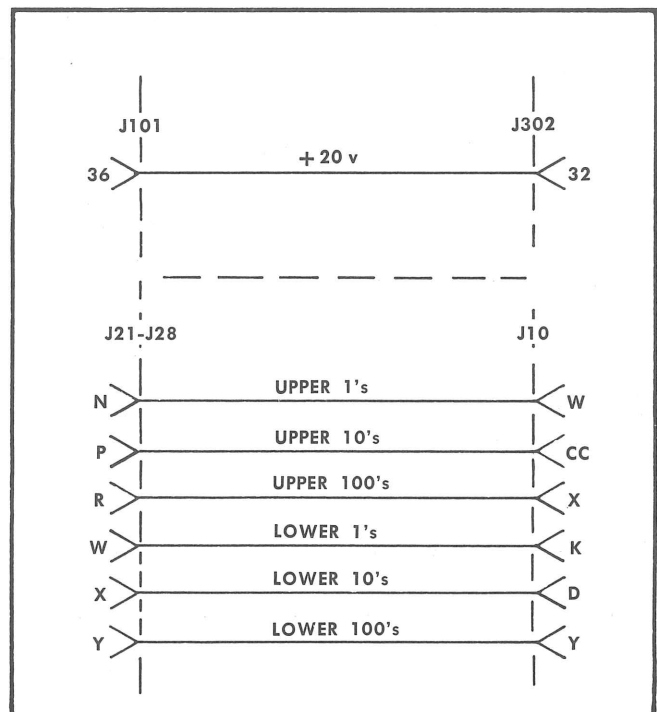 J101 J302
36 +20 v 32
J21-J28 J10
N UPPER 1's W
P UPPER 10's CC
R UPPER 100's X
W LOWER 1's K
X LOWER 10's D
Y LOWER 100's Y